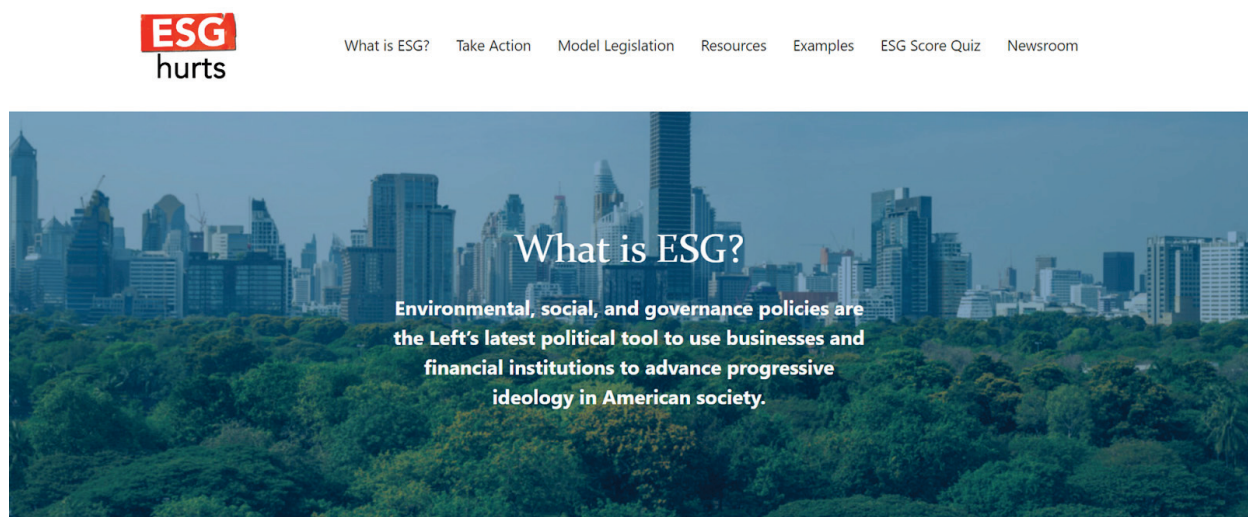 ESG
hurts
What is ESG? Take Action Model Legislation Resources Examples ESG Score Quiz Newsroom
What is ESG?
Environmental, social, and governance policies are
the Left's latest political tool to use businesses and
financial institutions to advance progressive
ideology in American society.